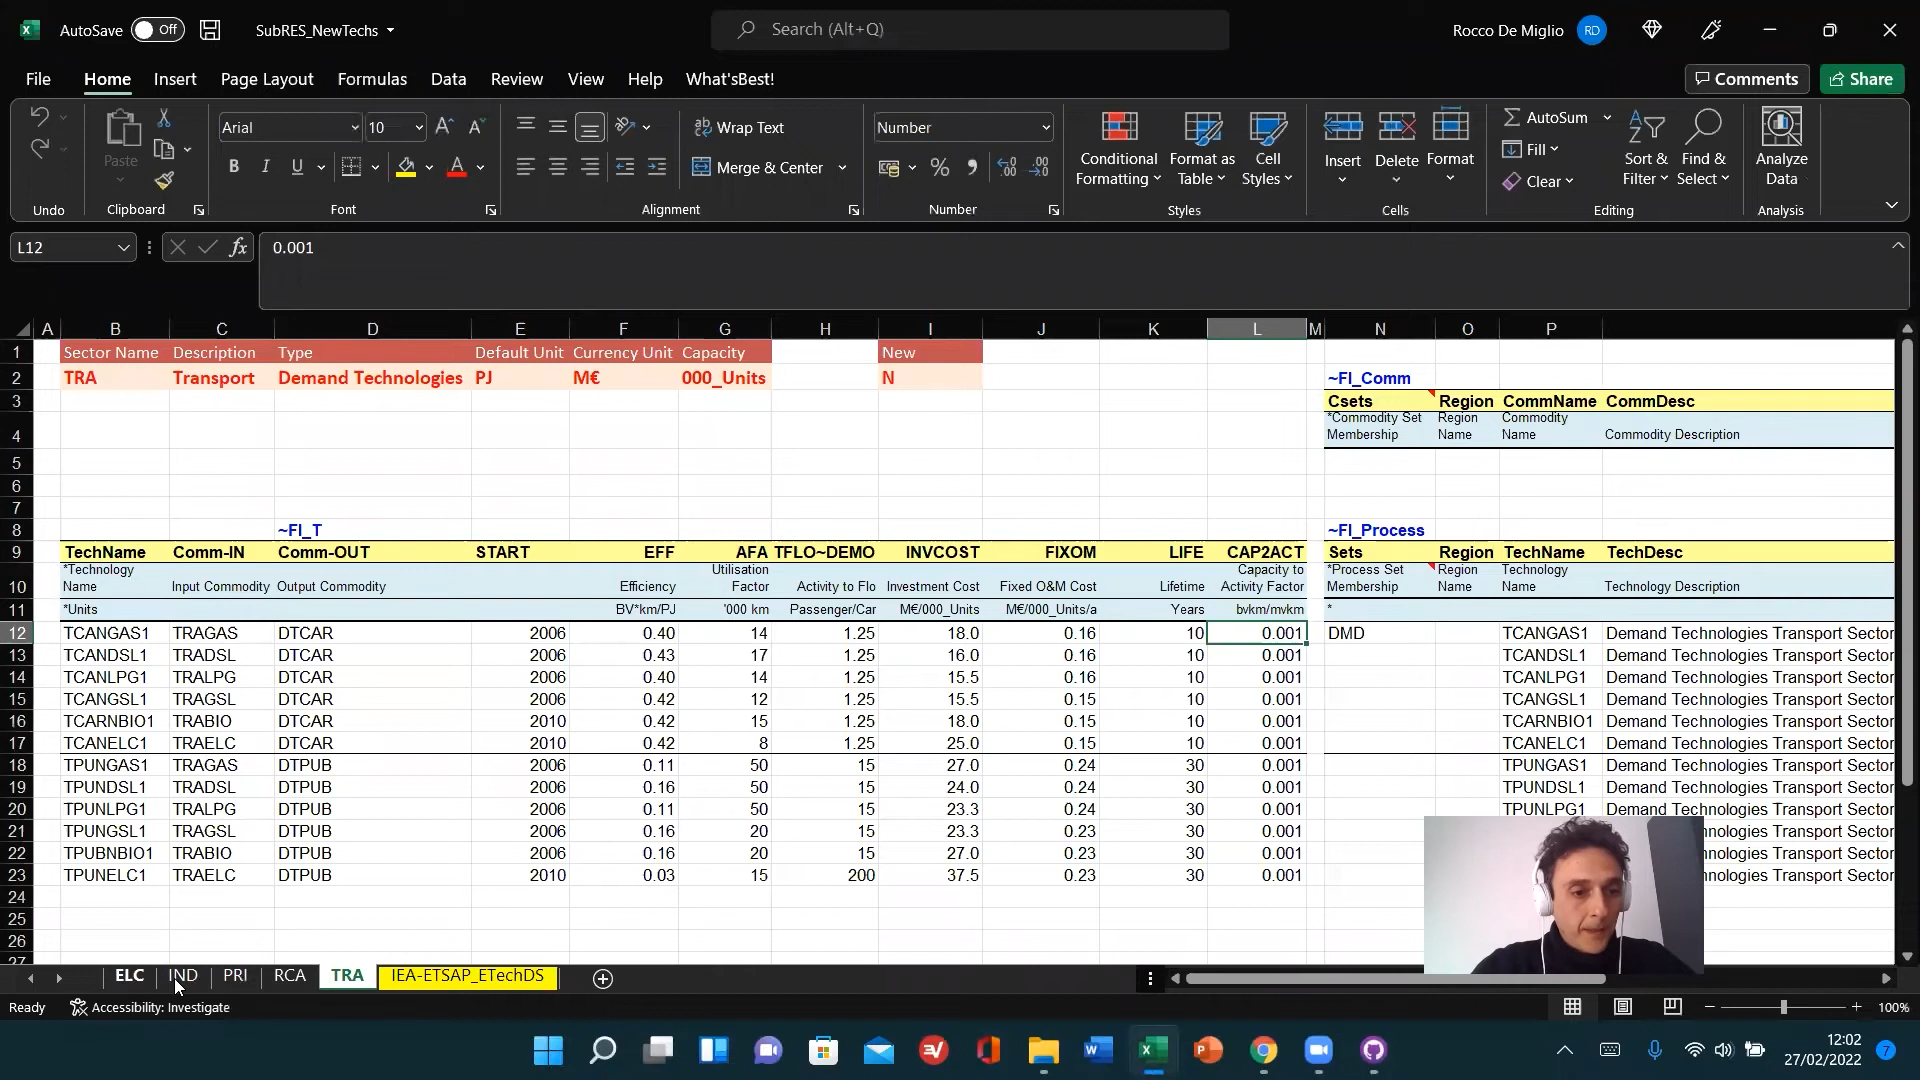 AutoSave Off SubRES_NewTechs Search (Alt+Q) Rocco De Miglio RD
File Home Insert Page Layout Formulas Data Review View Help What'sBest! Comments Share
Paste Arial 10 Wrap Text Number AutoSum
B I U Merge & Center Conditional Formatting Format as Table Cell Styles Insert Delete Format Fill Sort & Filter Find & Select Analyze Data
Clear
Undo Clipboard Font Alignment Number Styles Cells Editing Analysis
L12 fx 0.001
A B C D E F G H I J K L M N O P
1 Sector Name Description Type Default Unit Currency Unit Capacity New
2 TRA Transport Demand Technologies PJ M€ 000_Units N ~FI_Comm
3 Csets Region CommName CommDesc
4 *Commodity Set Membership Region Name Commodity Name Commodity Description
5
6
7
8 ~FI_T ~FI_Process
9 TechName Comm-IN Comm-OUT START EFF AFA TFLO~DEMO INVCOST FIXOM LIFE CAP2ACT Sets Region TechName TechDesc
10 *Technology Name Input Commodity Output Commodity Efficiency Utilisation Factor Activity to Flo Investment Cost Fixed O&M Cost Lifetime Capacity to Activity Factor *Process Set Membership Region Name Technology Name Technology Description
11 *Units BV*km/PJ '000 km Passenger/Car M€/000_Units M€/000_Units/a Years bvkm/mvkm *
12 TCANGAS1 TRAGAS DTCAR 2006 0.40 14 1.25 18.0 0.16 10 0.001 DMD TCANGAS1 Demand Technologies Transport Sector
13 TCANDSL1 TRADSL DTCAR 2006 0.43 17 1.25 16.0 0.16 10 0.001 TCANDSL1 Demand Technologies Transport Sector
14 TCANLPG1 TRALPG DTCAR 2006 0.40 14 1.25 15.5 0.16 10 0.001 TCANLPG1 Demand Technologies Transport Sector
15 TCANGSL1 TRAGSL DTCAR 2006 0.42 12 1.25 15.5 0.15 10 0.001 TCANGSL1 Demand Technologies Transport Sector
16 TCARNBIO1 TRABIO DTCAR 2010 0.42 15 1.25 18.0 0.15 10 0.001 TCARNBIO1 Demand Technologies Transport Sector
17 TCANELC1 TRAELC DTCAR 2010 0.42 8 1.25 25.0 0.15 10 0.001 TCANELC1 Demand Technologies Transport Sector
18 TPUNGAS1 TRAGAS DTPUB 2006 0.11 50 15 27.0 0.24 30 0.001 TPUNGAS1 Demand Technologies Transport Sector
19 TPUNDSL1 TRADSL DTPUB 2006 0.16 50 15 24.0 0.24 30 0.001 TPUNDSL1 Demand Technologies Transport Sector
20 TPUNLPG1 TRALPG DTPUB 2006 0.11 50 15 23.3 0.24 30 0.001 TPUNLPG1 Demand Technologies Transport Sector
21 TPUNGSL1 TRAGSL DTPUB 2006 0.16 20 15 23.3 0.23 30 0.001 nologies Transport Sector
22 TPUBNBIO1 TRABIO DTPUB 2006 0.16 20 15 27.0 0.23 30 0.001 nologies Transport Sector
23 TPUNELC1 TRAELC DTPUB 2010 0.03 15 200 37.5 0.23 30 0.001 nologies Transport Sector
24
25
26
27
ELC IND PRI RCA TRA IEA-ETSAP_ETechDS
Ready Accessibility: Investigate 100%
12:02
27/02/2022 7